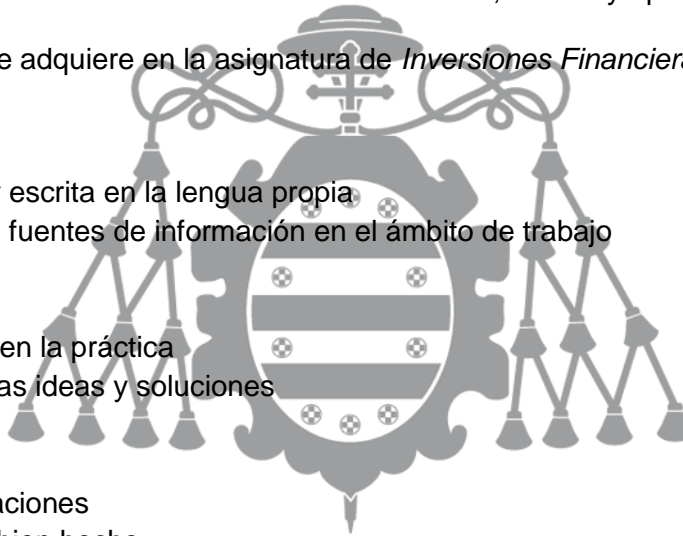 e adquiere en la asignatura de Inversiones Financiera
escrita en la lengua propia
fuentes de información en el ámbito de trabajo
en la práctica
as ideas y soluciones
aciones